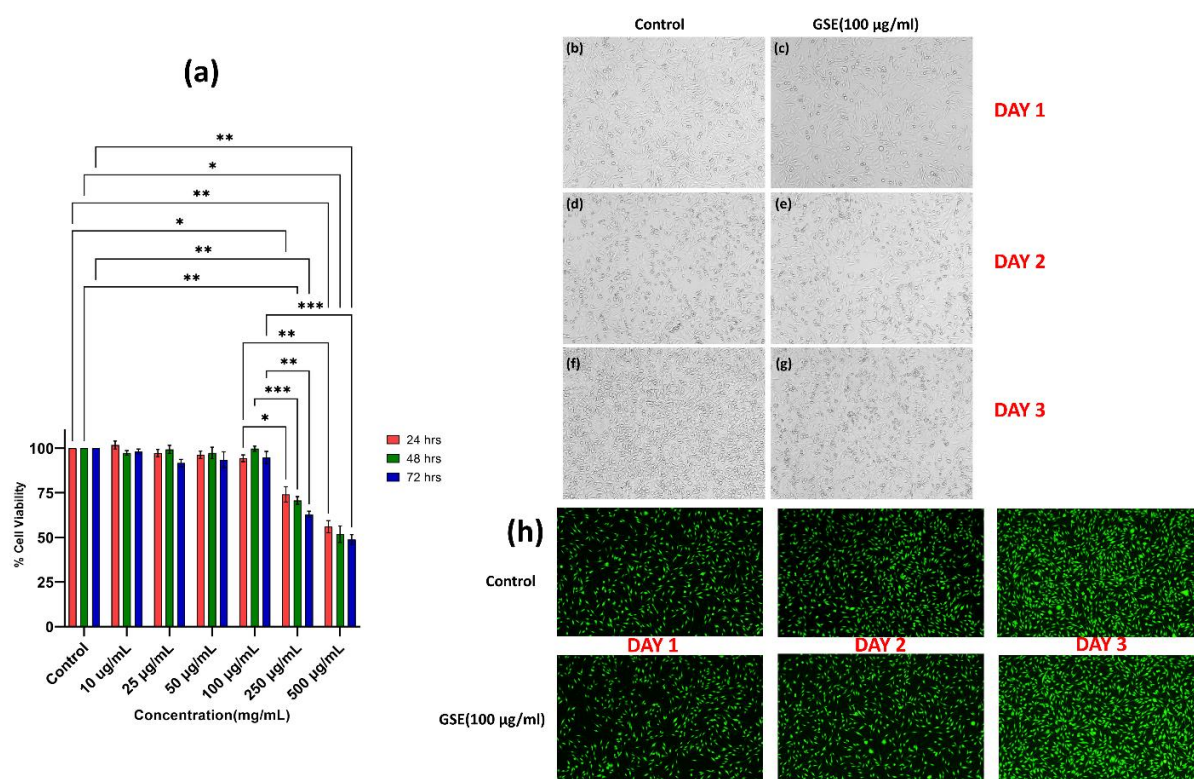 (a)
**
*
**
*
**
**
***
**
**
***
*
100
75
50
25
0
% Cell Viability
Control
10 ug/mL
25 µg/mL
50 µg/mL
100 µg/mL
250 µg/mL
500 µg/mL
Concentration(mg/mL)
24 hrs
48 hrs
72 hrs
Control GSE(100 µg/ml)
(b) (c)
DAY 1
(d) (e)
DAY 2
(f) (g)
DAY 3
(h)
Control
DAY 1 DAY 2 DAY 3
GSE(100 µg/ml)